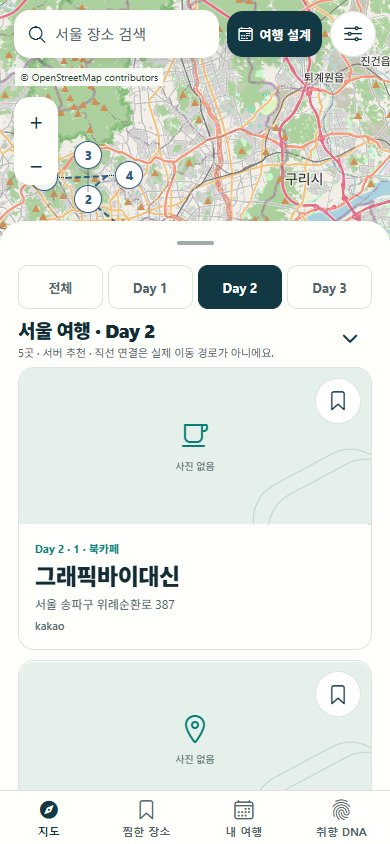 서울 장소 검색
여행 설계
© OpenStreetMap contributors
진건읍
퇴계원읍
+
−
3
4
2
구리시
전체
Day 1
Day 2
Day 3
서울 여행 · Day 2
5곳 · 서버 추천 · 직선 연결은 실제 이동 경로가 아니에요.
사진 없음
Day 2 · 1 · 북카페
그래픽바이대신
서울 송파구 위례순환로 387
kakao
사진 없음
지도
찜한 장소
내 여행
취향 DNA